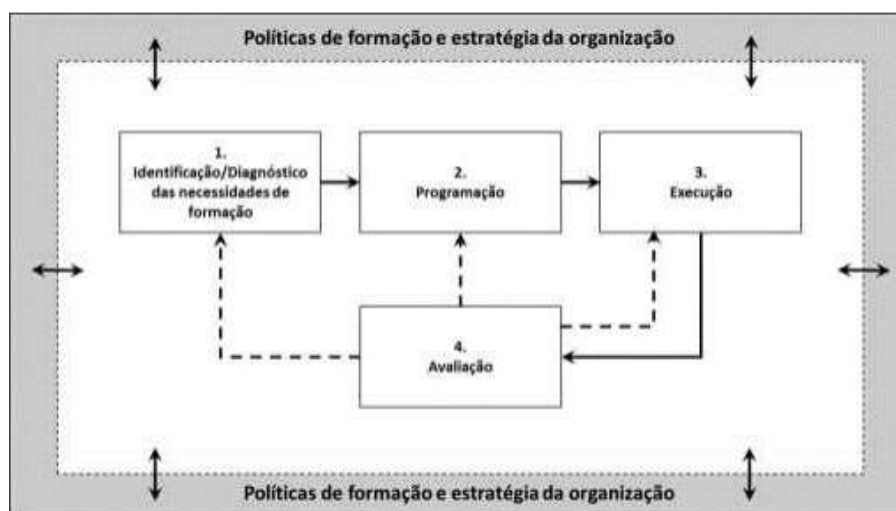 Políticas de formação e estratégia da organização
1.
Identificação/Diagnóstico
das necessidades de
formação
2.
Programação
3.
Execução
4.
Avaliação
Políticas de formação e estratégia da organização